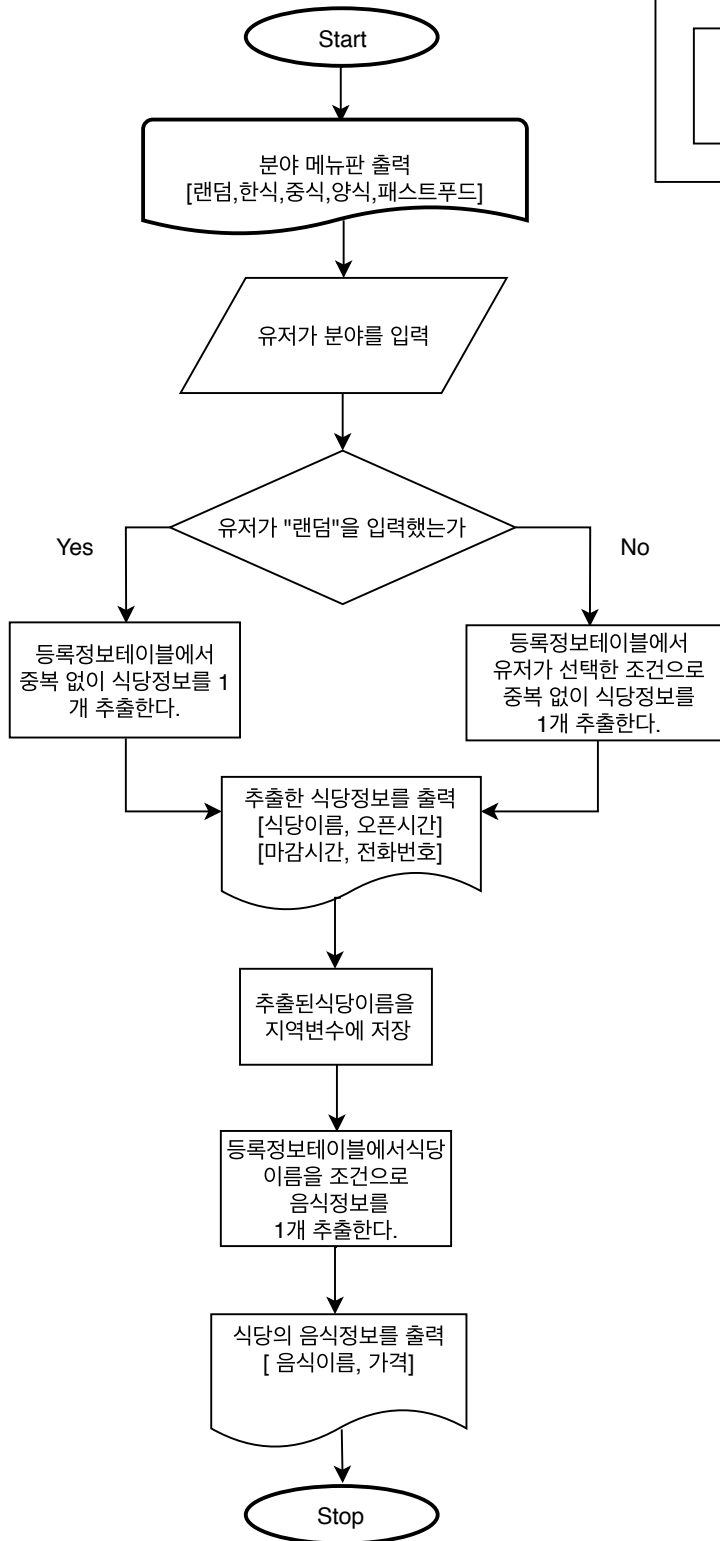 Start
분야 메뉴판 출력
[랜덤,한식,중식,양식,패스트푸드]
유저가 분야를 입력
유저가 "랜덤"을 입력했는가
Yes
No
등록정보테이블에서
중복 없이 식당정보를 1
개 추출한다.
등록정보테이블에서
유저가 선택한 조건으로
중복 없이 식당정보를
1개 추출한다.
추출한 식당정보를 출력
[식당이름, 오픈시간]
[마감시간, 전화번호]
추출된식당이름을
지역변수에 저장
등록정보테이블에서식당
이름을 조건으로
음식정보를
1개 추출한다.
식당의 음식정보를 출력
[ 음식이름, 가격]
Stop